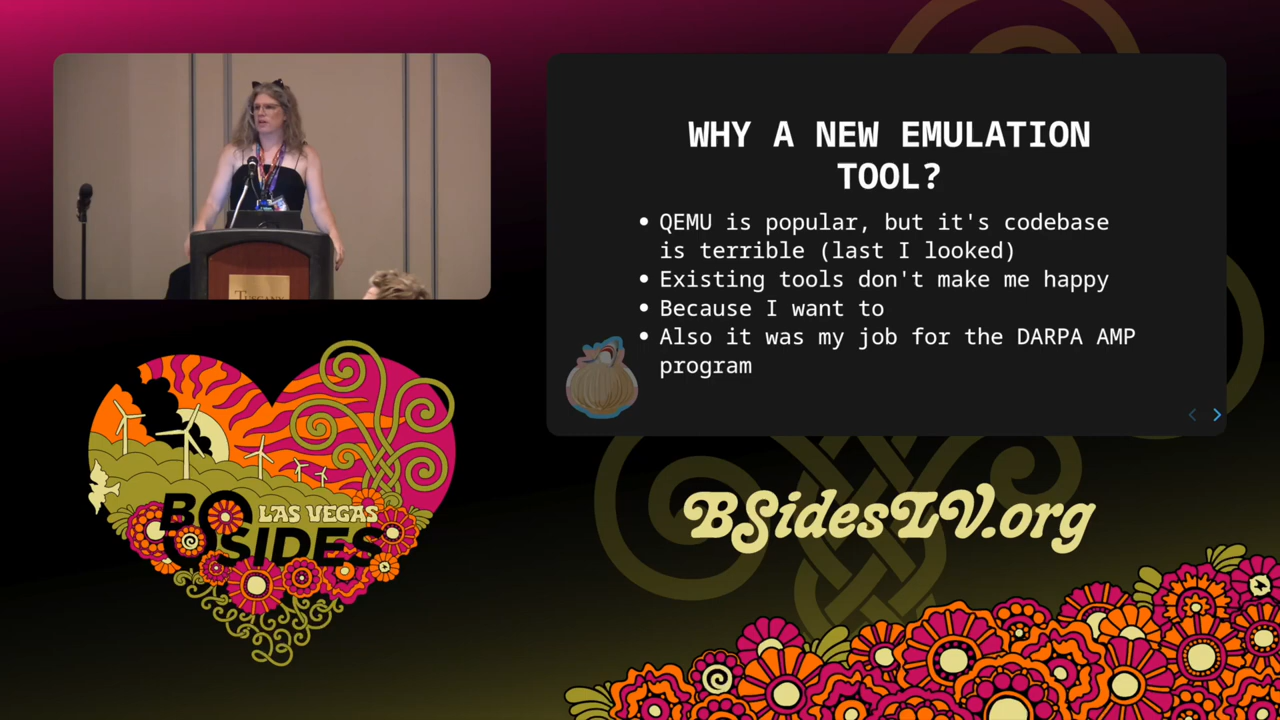 WHY A NEW EMULATION
TOOL?
• QEMU is popular, but it's codebase
is terrible (last I looked)
• Existing tools don't make me happy
• Because I want to
• Also it was my job for the DARPA AMP
program
TUSCANY
BSIDES
LAS VEGAS
BSidesLV.org